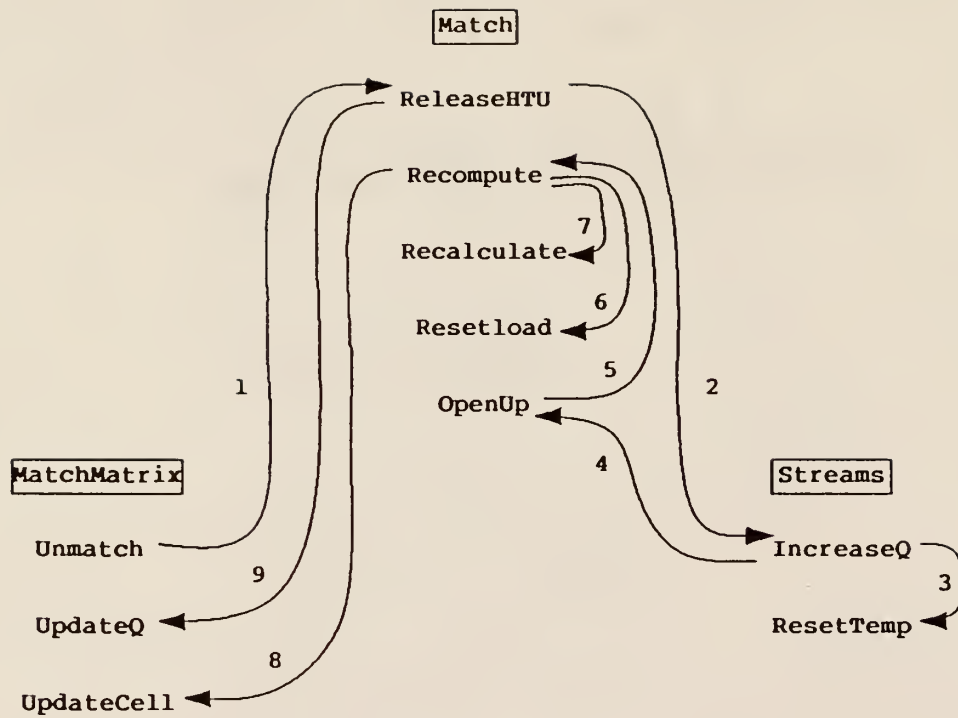 Match
ReleaseHTU
Recompute
7
Recalculate
6
Resetload
5
1
2
OpenUp
4
MatchMatrix
Streams
Unmatch
IncreaseQ
9
3
UpdateQ
ResetTemp
8
UpdateCell